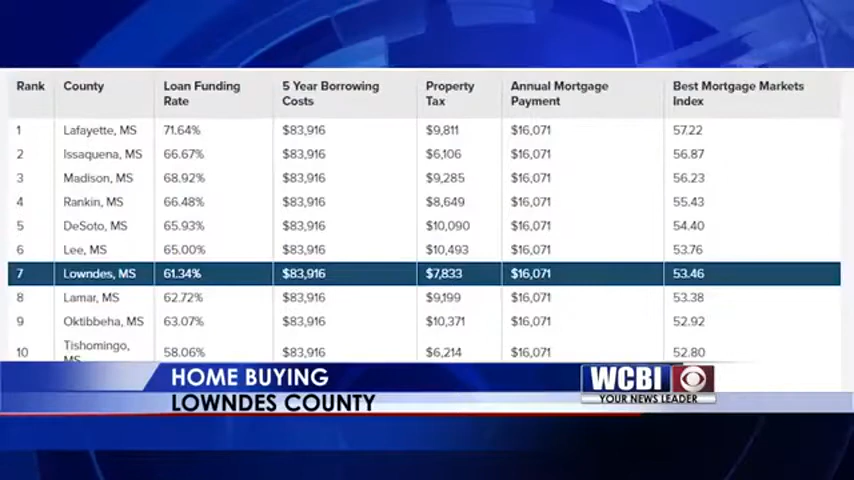 Rank County Loan Funding Rate 5 Year Borrowing Costs Property Tax Annual Mortgage Payment Best Mortgage Markets Index
1 Lafayette, MS 71.64% $83,916 $9,811 $16,071 57.22
2 Issaquena, MS 66.67% $83,916 $6,106 $16,071 56.87
3 Madison, MS 68.92% $83,916 $9,285 $16,071 56.23
4 Rankin, MS 66.48% $83,916 $8,649 $16,071 55.43
5 DeSoto, MS 65.93% $83,916 $10,090 $16,071 54.40
6 Lee, MS 65.00% $83,916 $10,493 $16,071 53.76
7 Lowndes, MS 61.34% $83,916 $7,833 $16,071 53.46
8 Lamar, MS 62.72% $83,916 $9,199 $16,071 53.38
9 Oktibbeha, MS 63.07% $83,916 $10,371 $16,071 52.92
10 Tishomingo, MS 58.06% $83,916 $6,214 $16,071 52.80
HOME BUYING
LOWNDES COUNTY
WCBI
YOUR NEWS LEADER